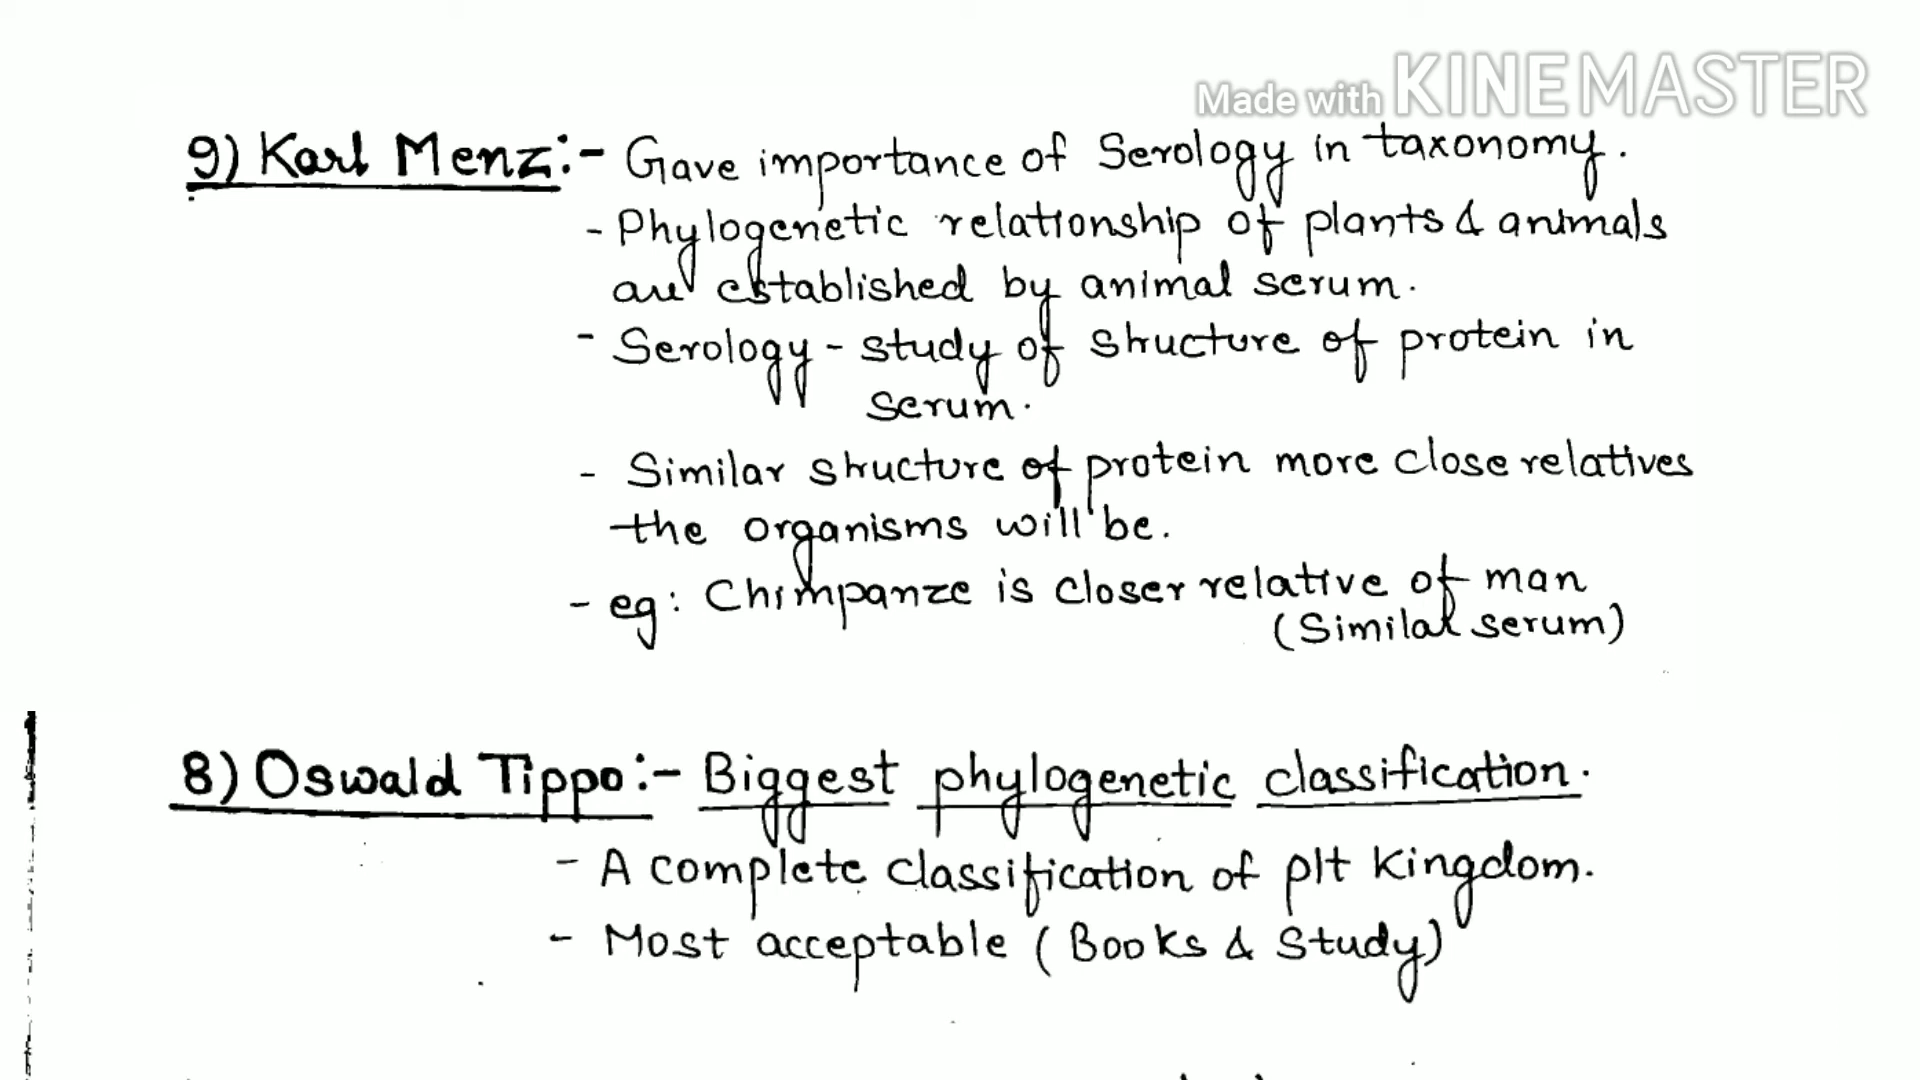 Made with KINEMASTER
9) Karl Menz:- Gave importance of Serology in taxonomy.
- Phylogenetic relationship of plants & animals
are established by animal serum.
- Serology - study of structure of protein in
serum.
- Similar structure of protein more close relatives
the organisms will be.
- eg: Chimpanze is closer relative of man
(Similar serum)
8) Oswald Tippo:- Biggest phylogenetic classification.
- A complete classification of plt Kingdom.
- Most acceptable (Books & Study)